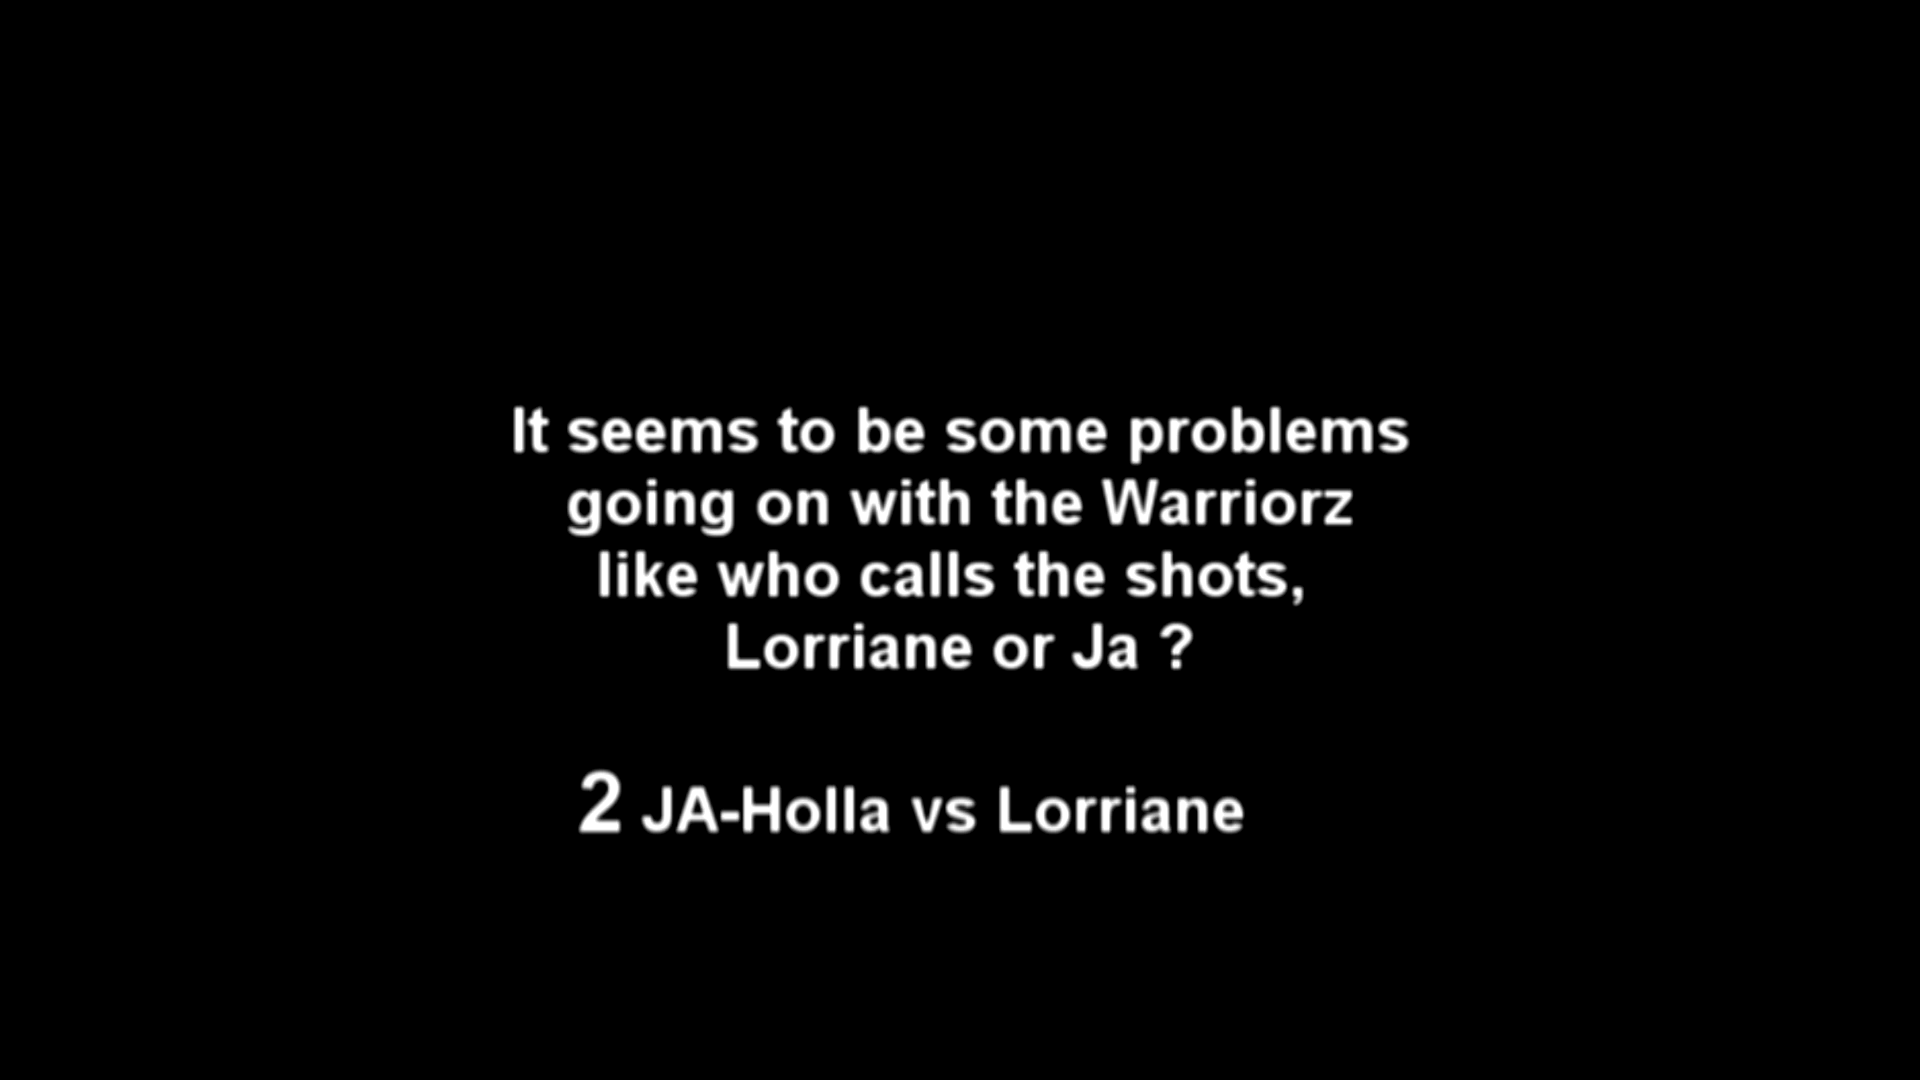 It seems to be some problems
going on with the Warriorz
like who calls the shots,
Lorriane or Ja ?
2 JA-Holla vs Lorriane